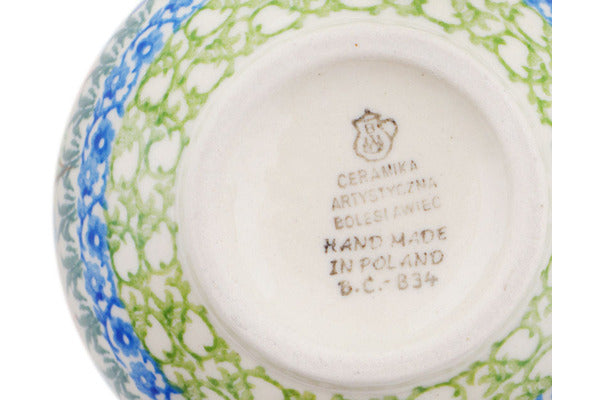 CERAMIKA
ARTYSTYCZNA
BOLESŁAWIEC
HAND MADE
IN POLAND
B.C.-B34